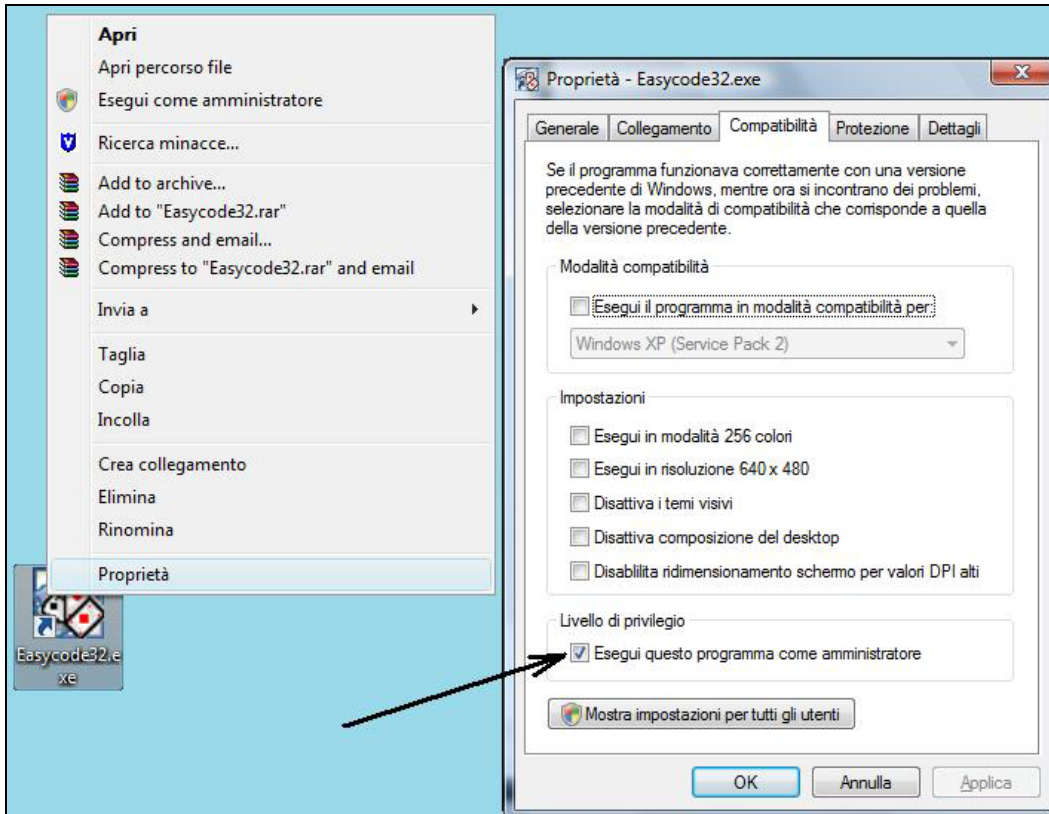 Apri
Apri percorso file
Esegui come amministratore
Ricerca minacce...
Add to archive...
Add to "Easycode32.rar"
Compress and email...
Compress to "Easycode32.rar" and email
Invia a
Taglia
Copia
Incolla
Crea collegamento
Elimina
Rinomina
Proprietà
Easycode32.e
xe
Proprietà - Easycode32.exe
Generale Collegamento Compatibilità Protezione Dettagli
Se il programma funzionava correttamente con una versione
precedente di Windows, mentre ora si incontrano dei problemi,
selezionare la modalità di compatibilità che corrisponde a quella
della versione precedente.
Modalità compatibilità
Esegui il programma in modalità compatibilità per:
Windows XP (Service Pack 2)
Impostazioni
Esegui in modalità 256 colori
Esegui in risoluzione 640 x 480
Disattiva i temi visivi
Disattiva composizione del desktop
Disablilita ridimensionamento schermo per valori DPI alti
Livello di privilegio
Esegui questo programma come amministratore
Mostra impostazioni per tutti gli utenti
OK Annulla Applica